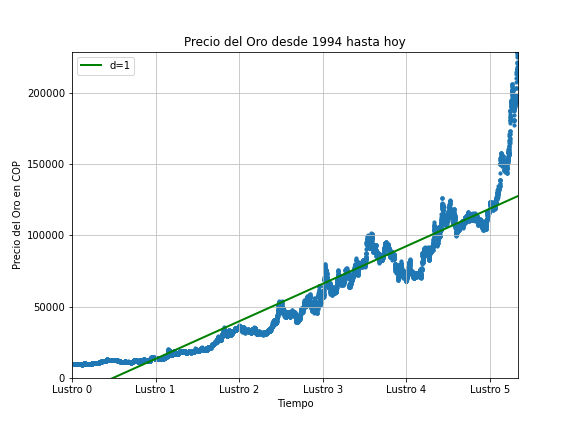 Precio del Oro desde 1994 hasta hoy
d=1
Precio del Oro en COP
200000
150000
100000
50000
0
Lustro 0 Lustro 1 Lustro 2 Lustro 3 Lustro 4 Lustro 5
Tiempo